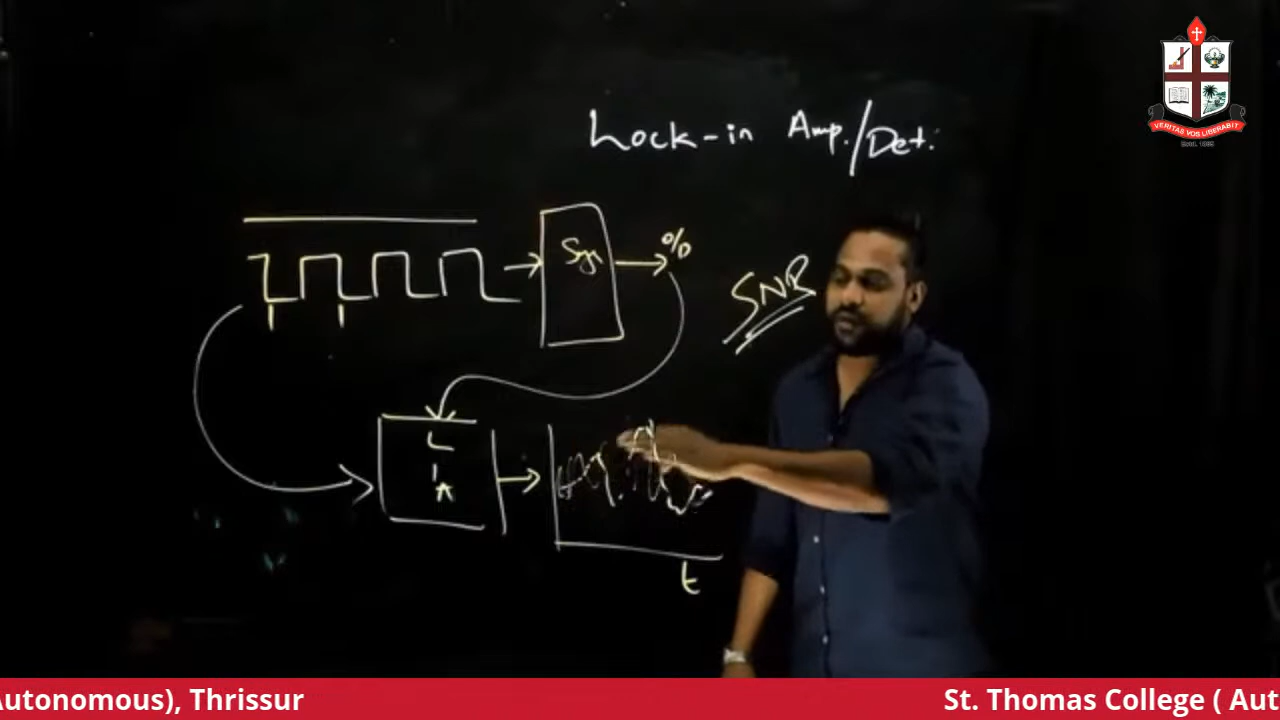 Lock-in Amp./Det.
Sys
%
SNR
L
I
A
t
VERITAS VOS LIBERABIT
Autonomous), Thrissur
St. Thomas College ( Aut